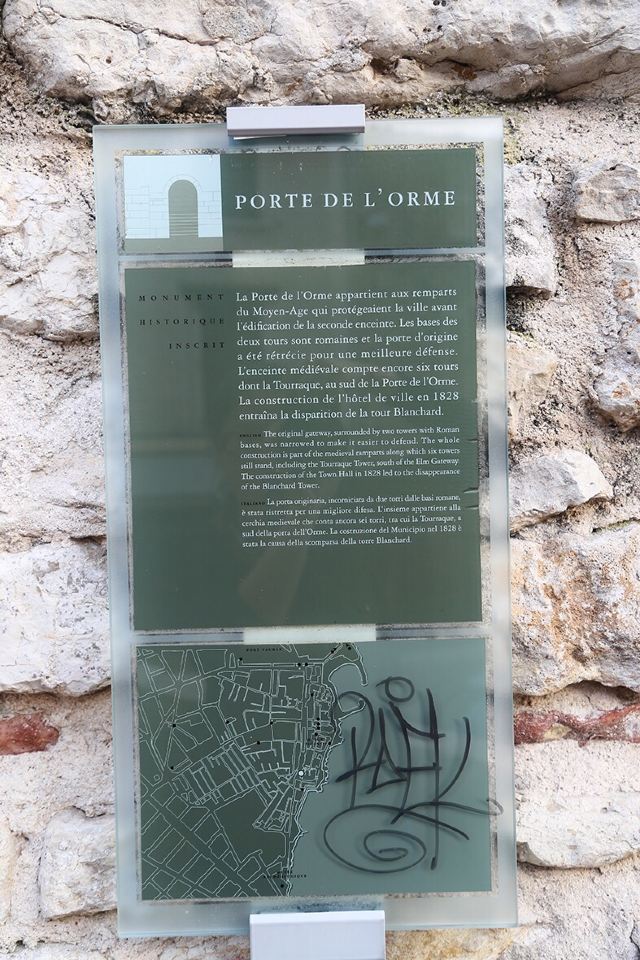 PORTE DE L'ORME
MONUMENT
HISTORIQUE
INSCRIT
La Porte de l'Orme appartient aux remparts
du Moyen-Age qui protégeaient la ville avant
l'édification de la seconde enceinte. Les bases des
deux tours sont romaines et la porte d'origine
a été rétrécie pour une meilleure défense.
L'enceinte médiévale compte encore six tours
dont la Tourraque, au sud de la Porte de l'Orme.
La construction de l'hôtel de ville en 1828
entraîna la disparition de la tour Blanchard.
ENGLISH The original gateway, surrounded by two towers with Roman
bases, was narrowed to make it easier to defend. The whole
construction is part of the medieval ramparts along which six towers
still stand, including the Tourraque Tower, south of the Elm Gateway.
The construction of the Town Hall in 1828 led to the disappearance
of the Blanchard Tower.
ITALIANO La porta originaria, incorniciata da due torri dalle basi romane,
è stata ristretta per una migliore difesa. L'insieme appartiene alla
cerchia medievale che conta ancora sei torri, tra cui la Tourraque, a
sud della porta dell'Orme. La costruzione del Municipio nel 1828 è
stata la causa della scomparsa della torre Blanchard.
PORT VAUBAN